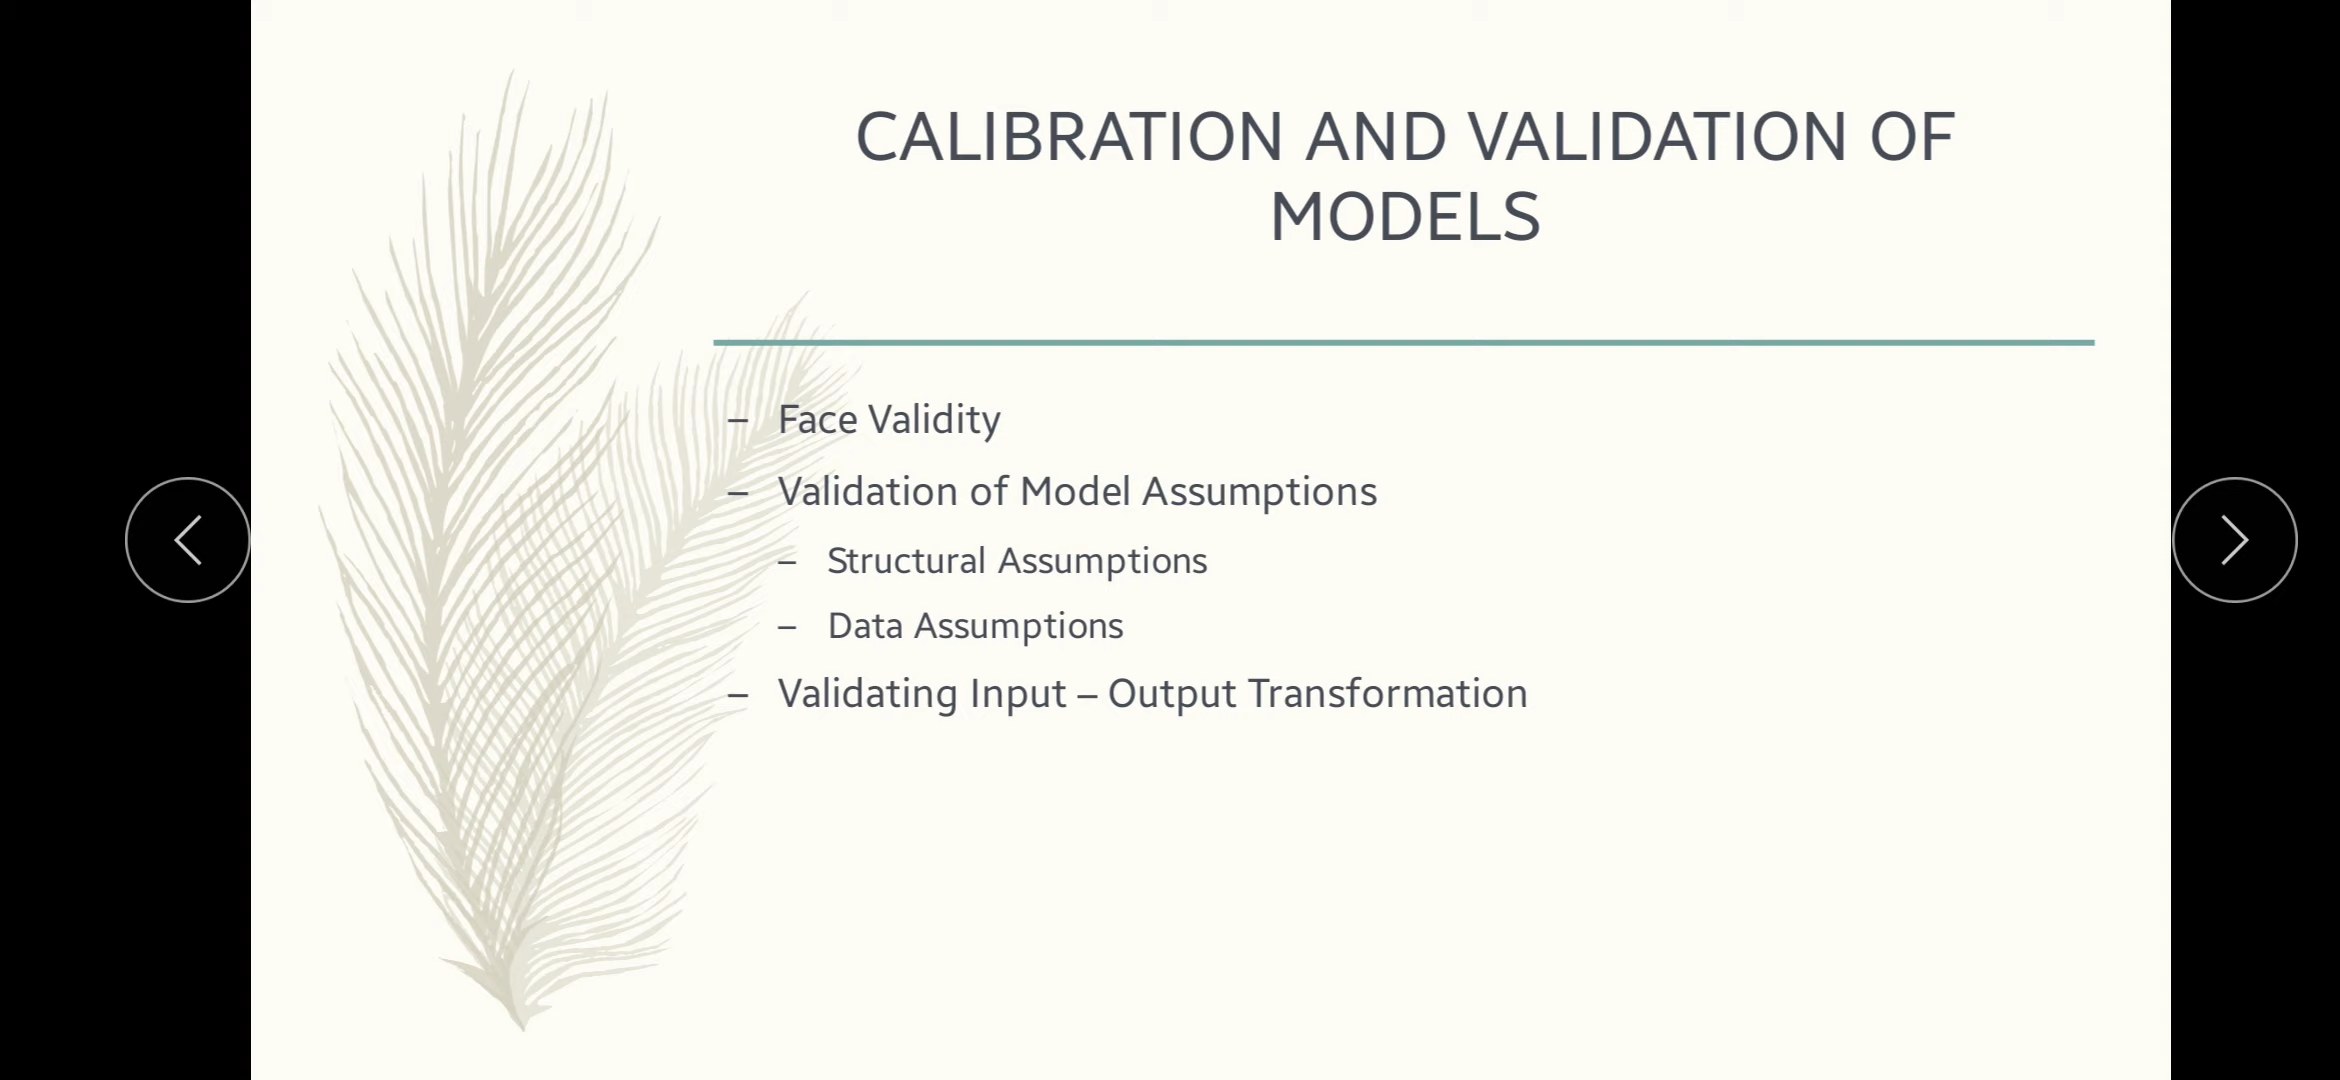 CALIBRATION AND VALIDATION OF
MODELS
– Face Validity
– Validation of Model Assumptions
– Structural Assumptions
– Data Assumptions
– Validating Input – Output Transformation